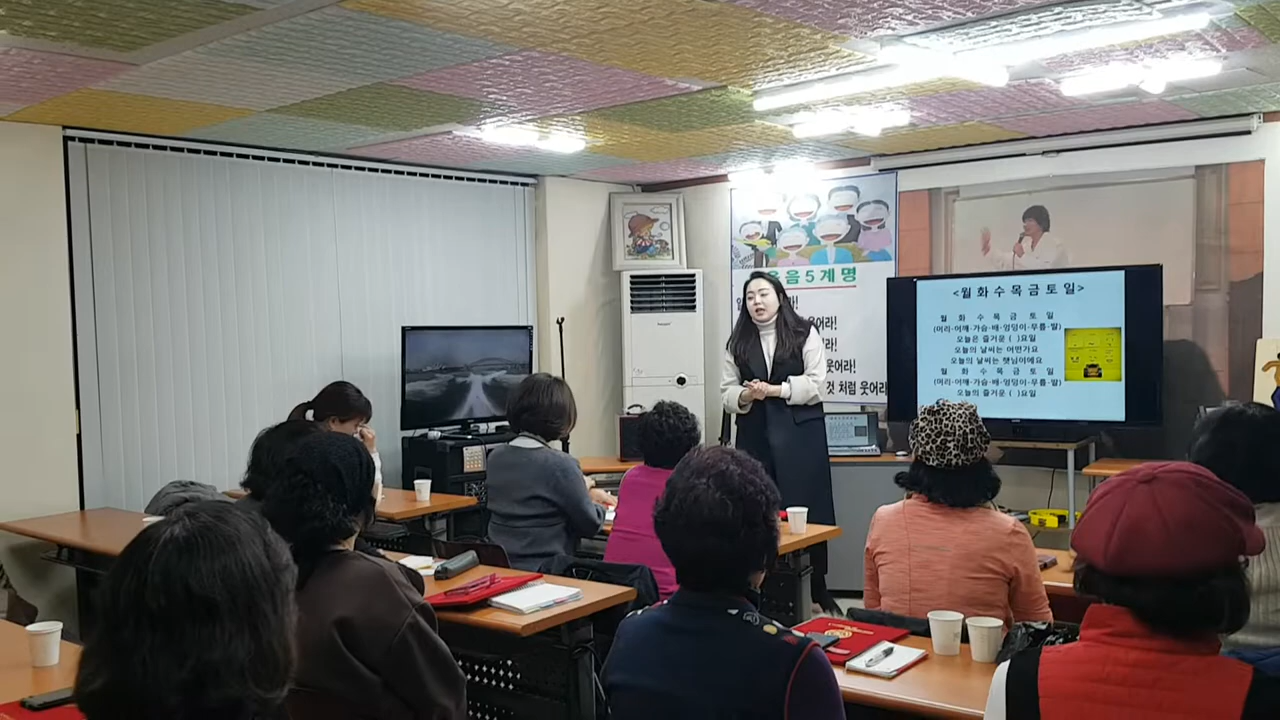 웃음5계명
라!
웃어라!
라!
웃어라!
것 처럼 웃어라
<월화수목금토일>
월 화 수 목 금 토 일
(머리·어깨·가슴·배·엉덩이·무릎·발)
오늘은 즐거운 ( )요일
오늘의 날씨는 어떤가요
오늘의 날씨는 햇님이에요
월 화 수 목 금 토 일
(머리·어깨·가슴·배·엉덩이·무릎·발)
오늘의 즐거운 ( )요일